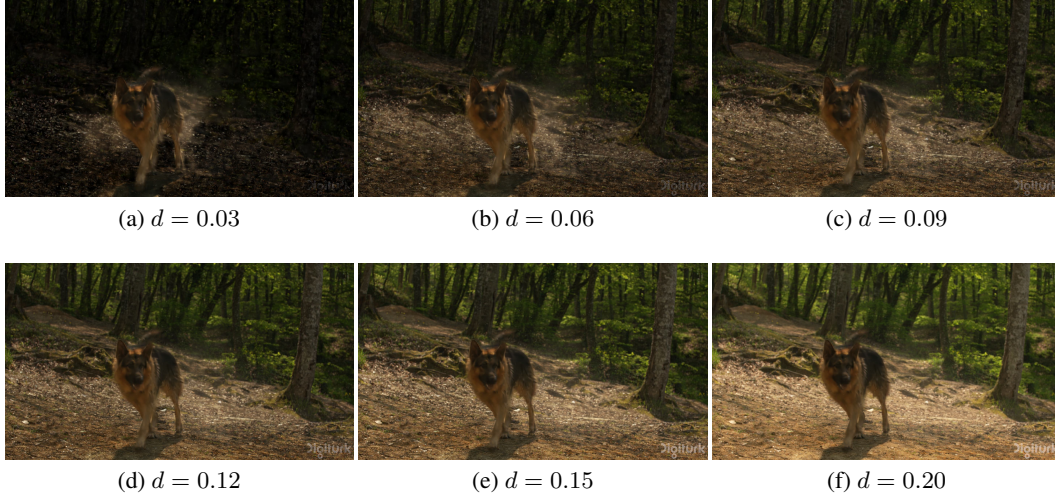 (a) d = 0.03
(b) d = 0.06
(c) d = 0.09
(d) d = 0.12
(e) d = 0.15
(f) d = 0.20